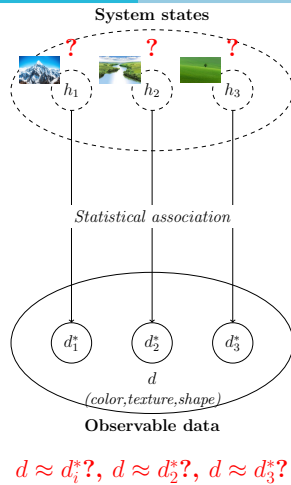 System states
? ? ?
h₁ h₂ h₃
Statistical association
d₁* d₂* d₃*
d
(color,texture,shape)
Observable data
d ≈ dᵢ*?, d ≈ d₂*?, d ≈ d₃*?